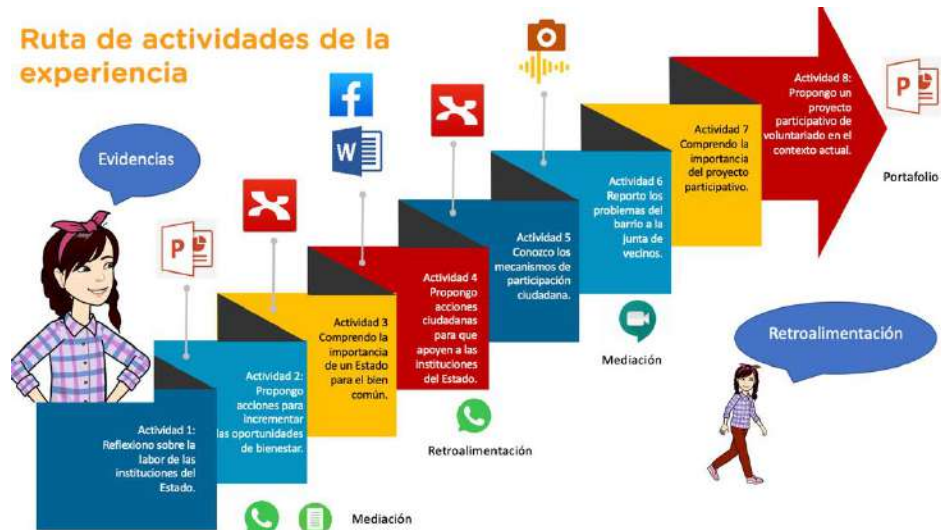 Ruta de actividades de la
experiencia
Evidencias
Actividad 1:
Reflexiono sobre la
labor de las
instituciones del
Estado.
Actividad 2:
Propongo
acciones para
incrementar
las oportunidades
de bienestar.
Actividad 3
Comprendo la
importancia
de un Estado
para el bien
común.
Actividad 4
Propongo
acciones
ciudadanas
para que
apoyen a las
instituciones
del Estado.
Actividad 5
Conozco los
mecanismos de
participación
ciudadana.
Actividad 6
Reporto los
problemas del
barrio a la
junta de
vecinos.
Actividad 7
Comprendo la
importancia
del proyecto
participativo.
Actividad 8:
Propongo un
proyecto
participativo de
voluntariado en el
contexto actual.
P
f
W
P
Portafolio
Mediación
Retroalimentación
Retroalimentación
Mediación